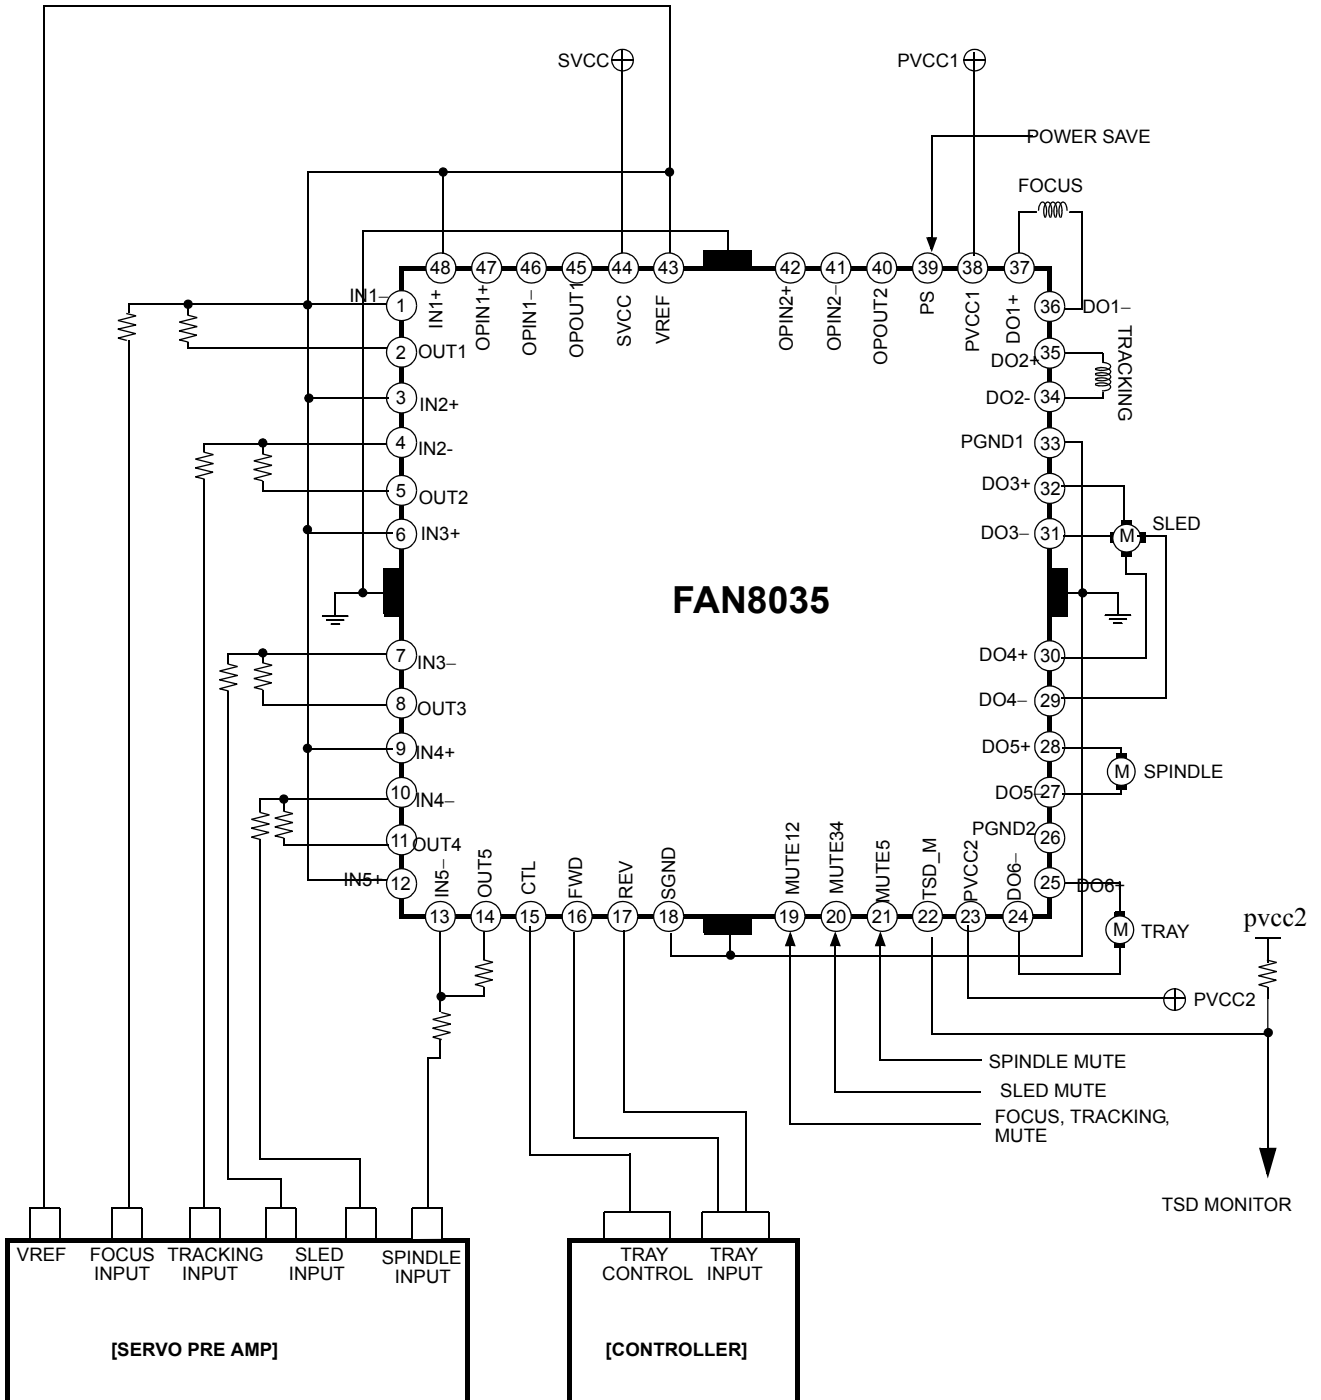 SVCC
PVCC1
POWER SAVE
FOCUS
48
47
46
45
44
43
42
41
40
39
38
37
IN1+
OPIN1+
OPIN1–
OPOUT1
SVCC
VREF
OPIN2+
OPIN2–
OPOUT2
PS
PVCC1
DO1+
IN1–
1
2
OUT1
3
IN2+
4
IN2-
5
OUT2
6
IN3+
7
IN3–
8
OUT3
9
IN4+
10
IN4–
11
OUT4
IN5+
12
FAN8035
36
DO1–
TRACKING
DO2+
35
DO2-
34
PGND1
33
DO3+
32
DO3–
31
M
SLED
DO4+
30
DO4–
29
DO5+
28
M
SPINDLE
DO5–
27
PGND2
26
25
DO6+
M
TRAY
IN5–
OUT5
CTL
FWD
REV
SGND
MUTE12
MUTE34
MUTE5
TSD_M
PVCC2
DO6–
13
14
15
16
17
18
19
20
21
22
23
24
pvcc2
PVCC2
SPINDLE MUTE
SLED MUTE
FOCUS, TRACKING,
MUTE
TSD MONITOR
VREF
FOCUS
INPUT
TRACKING
INPUT
SLED
INPUT
SPINDLE
INPUT
[SERVO PRE AMP]
TRAY
CONTROL
TRAY
INPUT
[CONTROLLER]